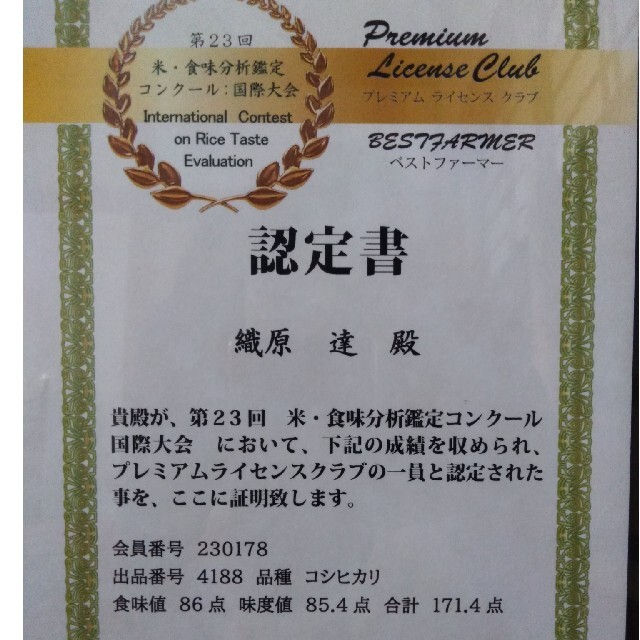 第23回
米・食味分析鑑定
コンクール:国際大会
International Contest
on Rice Taste
Evaluation
Premium
License Club
プレミアム ライセンス クラブ
BESTFARMER
ベストファーマー
認定書
織原 達 殿
貴殿が、第23回 米・食味分析鑑定コンクール
国際大会 において、下記の成績を収められ、
プレミアムライセンスクラブの一員と認定された
事を、ここに証明致します。
会員番号 230178
出品番号 4188 品種 コシヒカリ
食味値 86点 味度値 85.4点 合計 171.4点